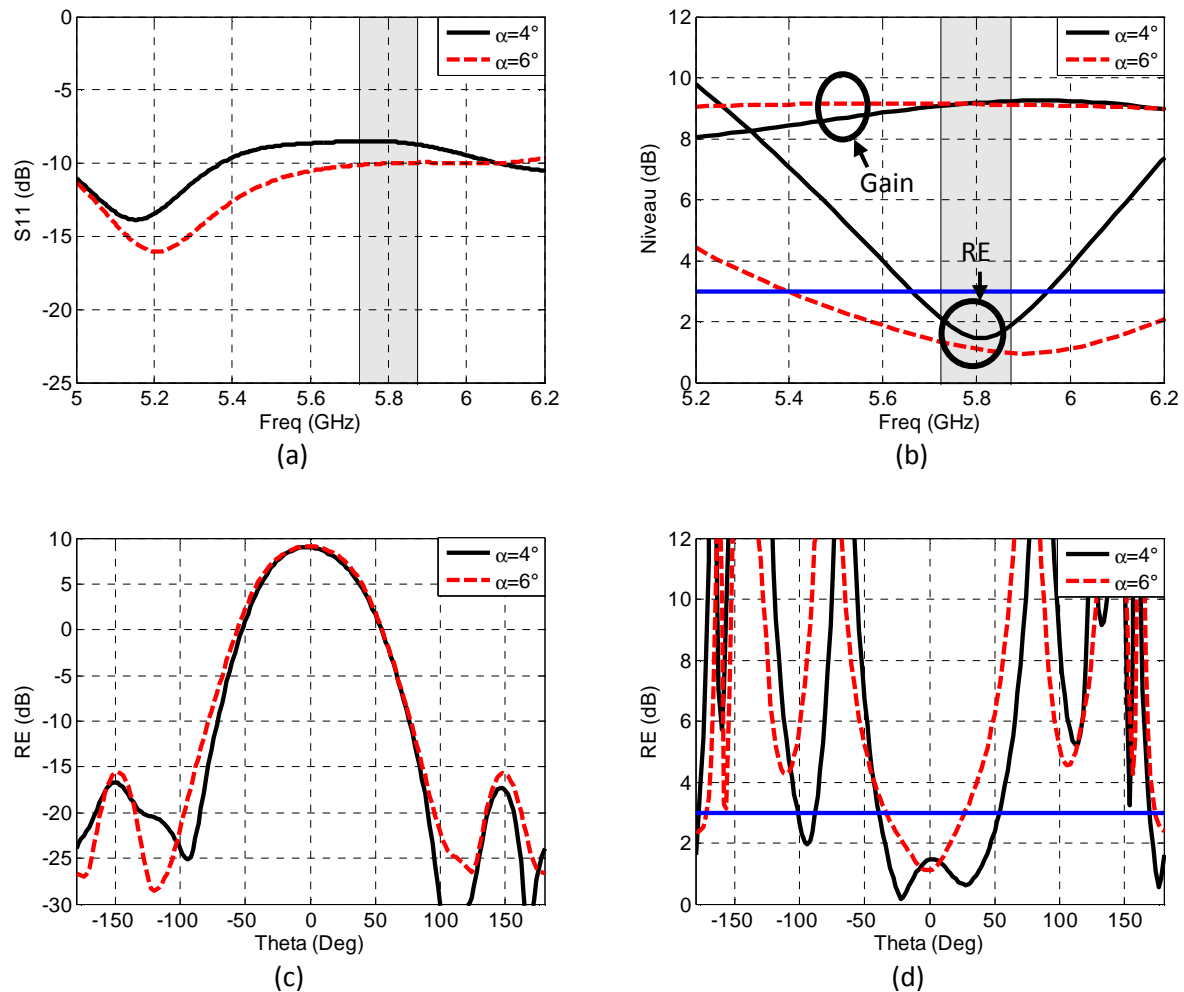 0
-5
-10
-15
-20
-25
5
5.2
5.4
5.6
5.8
6
6.2
S11 (dB)
Freq (GHz)
α=4°
α=6°
(a)
12
10
8
6
4
2
0
5.2
5.4
5.6
5.8
6
6.2
Niveau (dB)
Freq (GHz)
α=4°
α=6°
Gain
RE
(b)
10
5
0
-5
-10
-15
-20
-25
-30
-150
-100
-50
0
50
100
150
RE (dB)
Theta (Deg)
α=4°
α=6°
(c)
12
10
8
6
4
2
0
-150
-100
-50
0
50
100
150
RE (dB)
Theta (Deg)
α=4°
α=6°
(d)